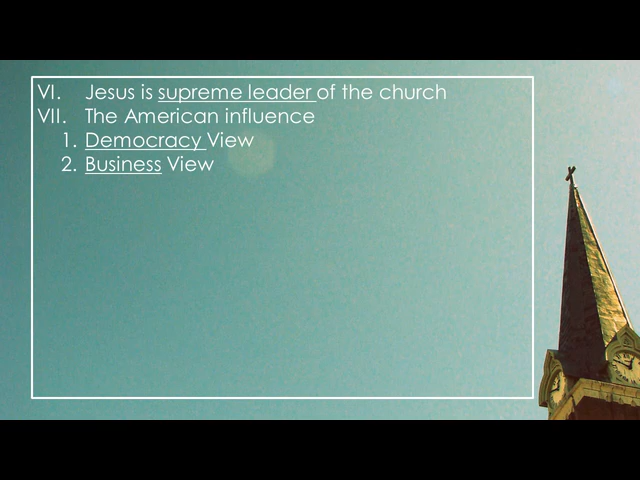 VI. Jesus is supreme leader of the church
VII. The American influence
1. Democracy View
2. Business View